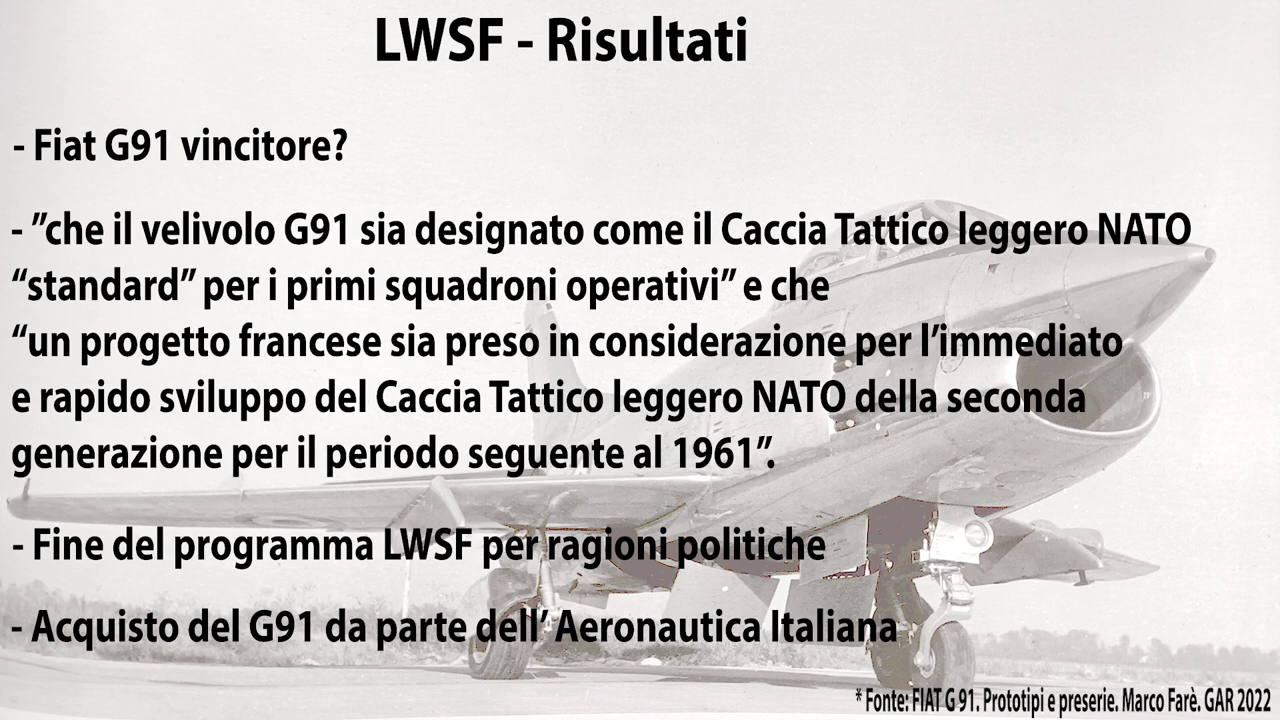 LWSF - Risultati
- Fiat G91 vincitore?
- ”che il velivolo G91 sia designato come il Caccia Tattico leggero NATO
“standard” per i primi squadroni operativi” e che
“un progetto francese sia preso in considerazione per l’immediato
e rapido sviluppo del Caccia Tattico leggero NATO della seconda
generazione per il periodo seguente al 1961”.
- Fine del programma LWSF per ragioni politiche
- Acquisto del G91 da parte dell’ Aeronautica Italiana
* Fonte: FIAT G 91. Prototipi e preserie. Marco Farè. GAR 2022